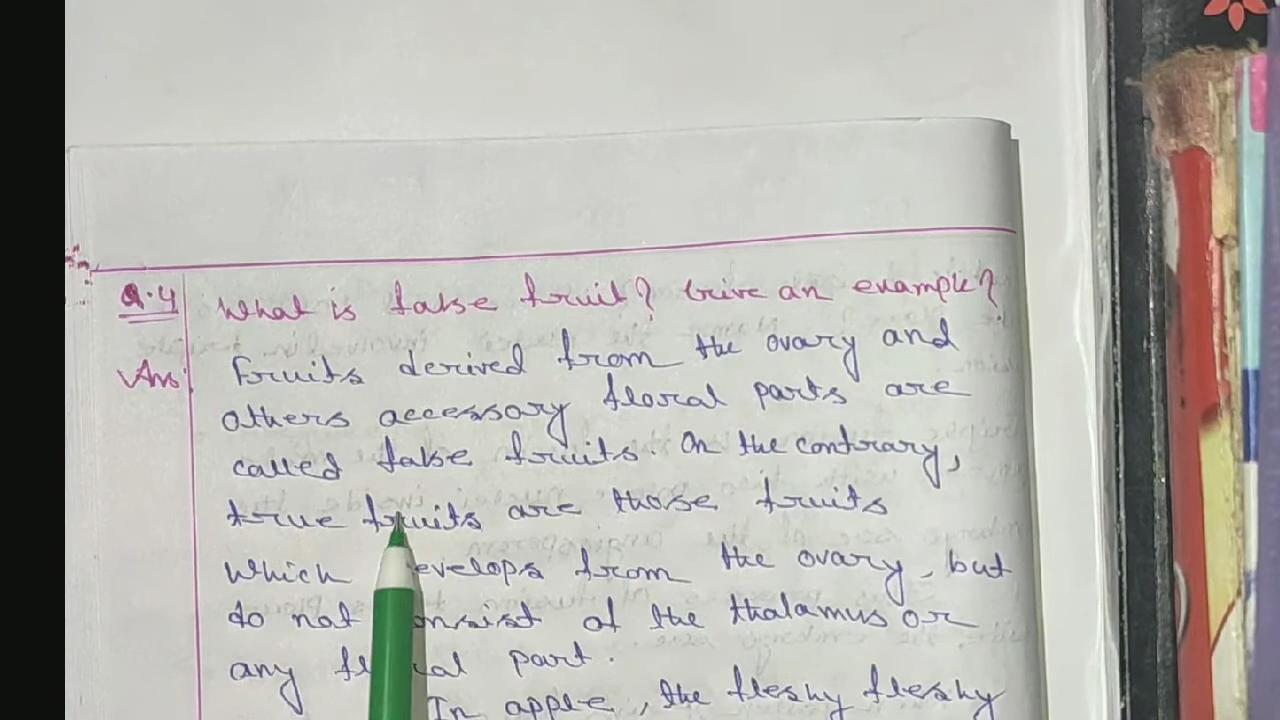 Q.4 What is false fruit? Give an example?
Ans: Fruits derived from the ovary and
others accessory floral parts are
called false fruits. On the contrary,
true fruits are those fruits
which evelops from the ovary, but
do not onsist of the thalamus or
any part.
In apple, the fleshy fleshy